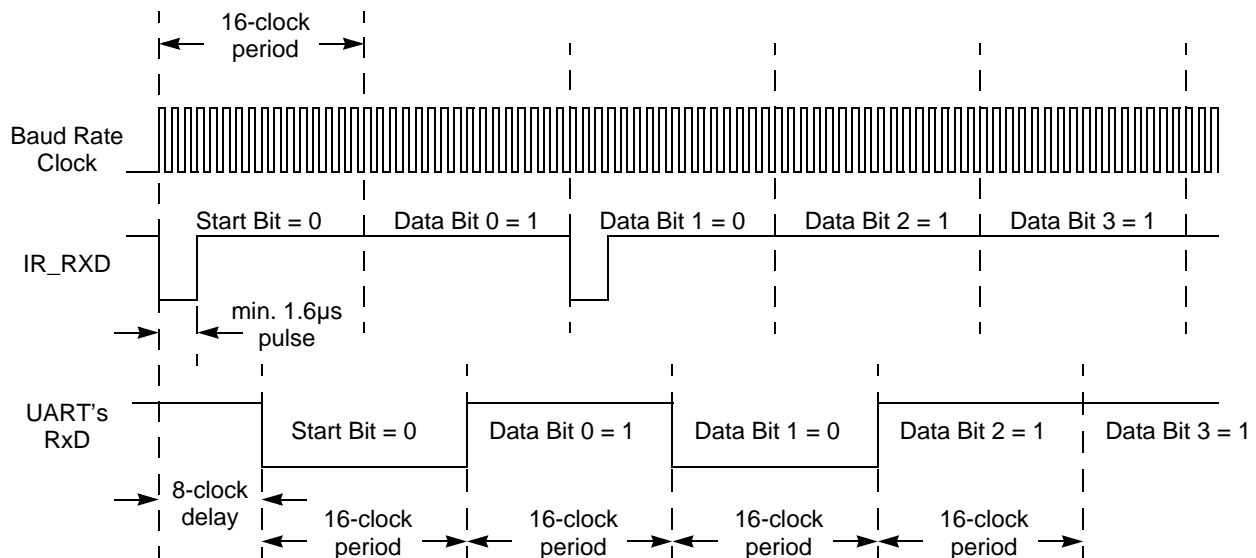 16-clock
period
Baud Rate
Clock
Start Bit = 0
Data Bit 0 = 1
Data Bit 1 = 0
Data Bit 2 = 1
Data Bit 3 = 1
IR_RXD
min. 1.6µs
pulse
UART's
RxD
Start Bit = 0
Data Bit 0 = 1
Data Bit 1 = 0
Data Bit 2 = 1
Data Bit 3 = 1
8-clock
delay
16-clock
period
16-clock
period
16-clock
period
16-clock
period